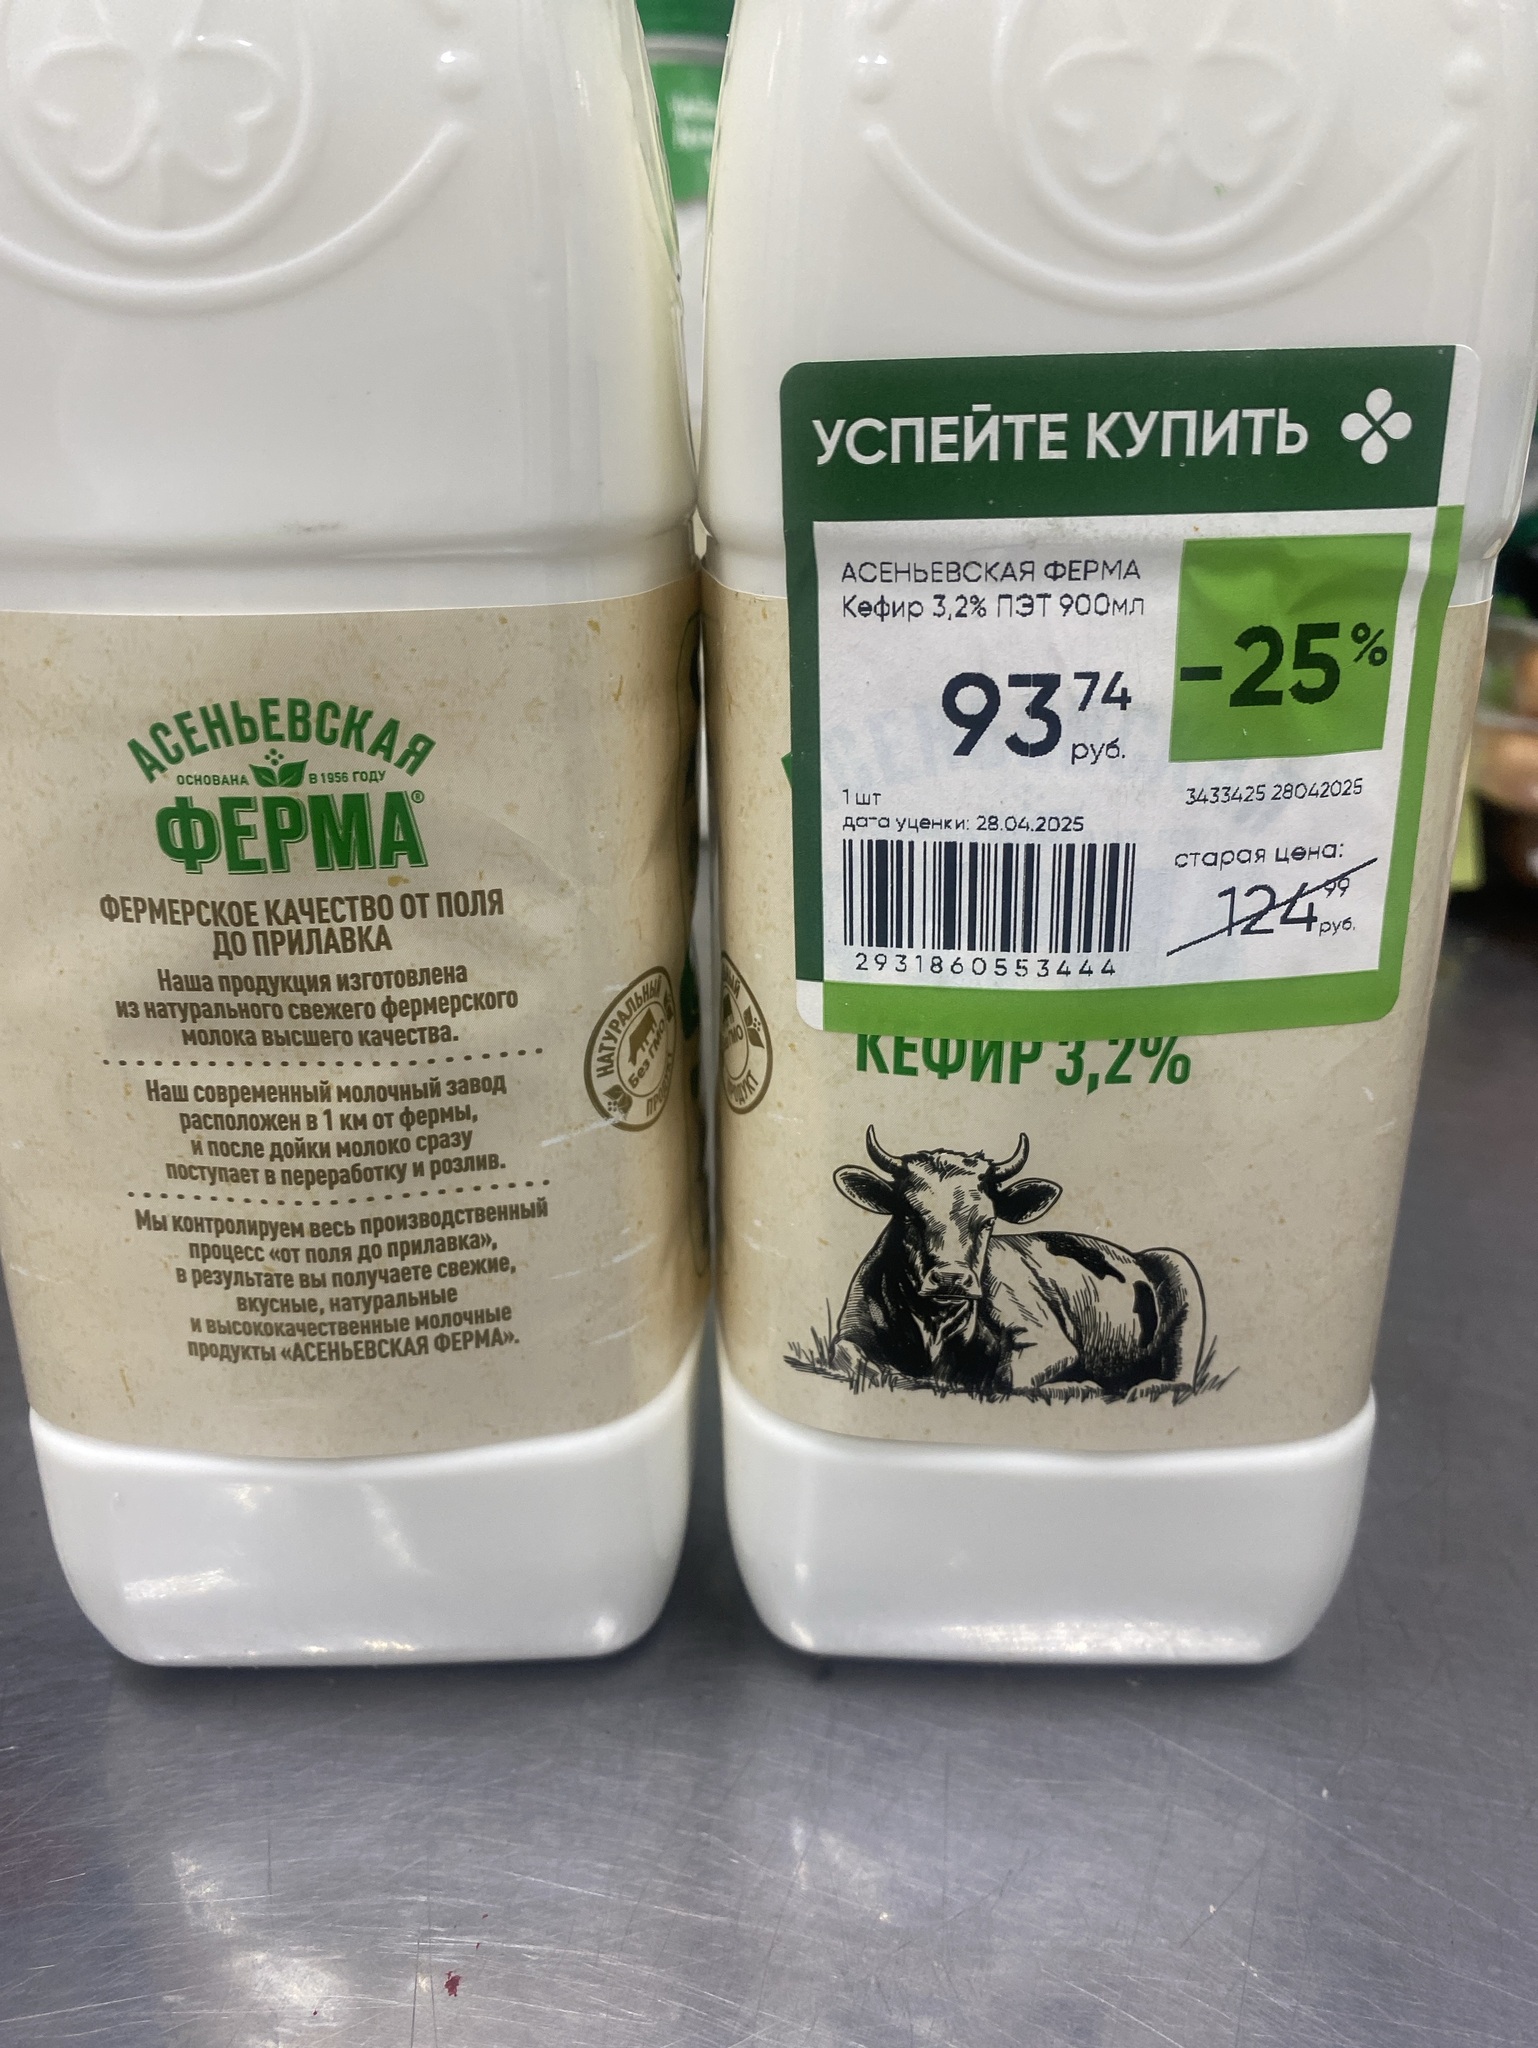 АСЕНЬЕВСКАЯ
ОСНОВАНА В 1956 ГОДУ
ФЕРМА®
ФЕРМЕРСКОЕ КАЧЕСТВО ОТ ПОЛЯ
ДО ПРИЛАВКА
Наша продукция изготовлена
из натурального свежего фермерского
молока высшего качества.
Наш современный молочный завод
расположен в 1 км от фермы,
и после дойки молоко сразу
поступает в переработку и розлив.
Мы контролируем весь производственный
процесс «от поля до прилавка»,
в результате вы получаете свежие,
вкусные, натуральные
и высококачественные молочные
продукты «АСЕНЬЕВСКАЯ ФЕРМА».
НАТУРАЛЬНЫЙ
Без ГМО
ПРОДУКТ
УСПЕЙТЕ КУПИТЬ
АСЕНЬЕВСКАЯ ФЕРМА
Кефир 3,2% ПЭТ 900мл
-25%
93 74
руб.
1 шт
3433425 28042025
дата уценки: 28.04.2025
старая цена:
124 99
руб.
2931860553444
КЕФИР 3,2%